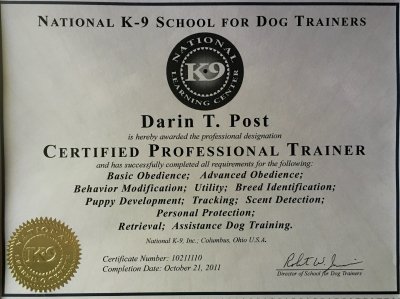 NATIONAL K-9 SCHOOL FOR DOG TRAINERS
NATIONAL
K-9
LEARNING CENTER
Darin T. Post
is hereby awarded the professional designation
CERTIFIED PROFESSIONAL TRAINER
and has successfully completed all requirements for the following:
Basic Obedience; Advanced Obedience;
Behavior Modification; Utility; Breed Identification;
Puppy Development; Tracking; Scent Detection;
Personal Protection;
Retrieval; Assistance Dog Training.
National K-9, Inc.; Columbus, Ohio U.S.A.
NATIONAL
K-9
Certificate Number: 10211110
Completion Date: October 21, 2011
Director of School for Dog Trainers